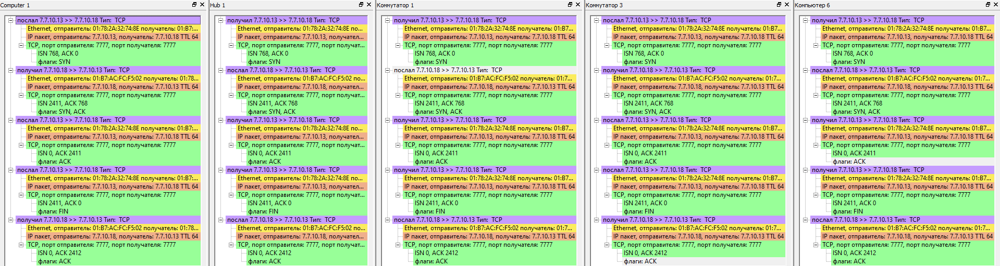 Computer 1
послал 7.7.10.13 >> 7.7.10.18 Тип: TCP
Ethernet, отправитель: 01:78:2A:32:74:8E получатель: 01:B7:...
IP пакет, отправитель: 7.7.10.13, получатель: 7.7.10.18 TTL 64
TCP, порт отправителя: 7777, порт получателя: 7777
ISN 768, ACK 0
флаги: SYN
получил 7.7.10.18 >> 7.7.10.13 Тип: TCP
Ethernet, отправитель: 01:B7:AC:FC:F5:02 получатель: 01:78...
IP пакет, отправитель: 7.7.10.18, получатель: 7.7.10.13 TTL 64
TCP, порт отправителя: 7777, порт получателя: 7777
ISN 2411, ACK 768
флаги: SYN, ACK
послал 7.7.10.13 >> 7.7.10.18 Тип: TCP
Ethernet, отправитель: 01:78:2A:32:74:8E получатель: 01:B7:...
IP пакет, отправитель: 7.7.10.13, получатель: 7.7.10.18 TTL 64
TCP, порт отправителя: 7777, порт получателя: 7777
ISN 0, ACK 2411
флаги: ACK
послал 7.7.10.13 >> 7.7.10.18 Тип: TCP
Ethernet, отправитель: 01:78:2A:32:74:8E получатель: 01:B7:...
IP пакет, отправитель: 7.7.10.13, получатель: 7.7.10.18 TTL 64
TCP, порт отправителя: 7777, порт получателя: 7777
ISN 2411, ACK 0
флаги: FIN
получил 7.7.10.18 >> 7.7.10.13 Тип: TCP
Ethernet, отправитель: 01:B7:AC:FC:F5:02 получатель: 01:78...
IP пакет, отправитель: 7.7.10.18, получатель: 7.7.10.13 TTL 64
TCP, порт отправителя: 7777, порт получателя: 7777
ISN 0, ACK 2412
флаги: ACK
Hub 1
получил 7.7.10.13 >> 7.7.10.18 Тип: TCP
Ethernet, отправитель: 01:78:2A:32:74:8E по...
IP пакет, отправитель: 7.7.10.13, получател...
TCP, порт отправителя: 7777, порт получат...
ISN 768, ACK 0
флаги: SYN
послал 7.7.10.18 >> 7.7.10.13 Тип: TCP
Ethernet, отправитель: 01:B7:AC:FC:F5:02 по...
IP пакет, отправитель: 7.7.10.18, получател...
TCP, порт отправителя: 7777, порт получат...
ISN 2411, ACK 768
флаги: SYN, ACK
получил 7.7.10.13 >> 7.7.10.18 Тип: TCP
Ethernet, отправитель: 01:78:2A:32:74:8E по...
IP пакет, отправитель: 7.7.10.13, получател...
TCP, порт отправителя: 7777, порт получат...
ISN 0, ACK 2411
флаги: ACK
получил 7.7.10.13 >> 7.7.10.18 Тип: TCP
Ethernet, отправитель: 01:78:2A:32:74:8E по...
IP пакет, отправитель: 7.7.10.13, получател...
TCP, порт отправителя: 7777, порт получат...
ISN 2411, ACK 0
флаги: FIN
послал 7.7.10.18 >> 7.7.10.13 Тип: TCP
Ethernet, отправитель: 01:B7:AC:FC:F5:02 по...
IP пакет, отправитель: 7.7.10.18, получател...
TCP, порт отправителя: 7777, порт получат...
ISN 0, ACK 2412
флаги: ACK
Коммутатор 1
получил 7.7.10.13 >> 7.7.10.18 Тип: TCP
Ethernet, отправитель: 01:78:2A:32:74:8E получатель: 01:B7...
IP пакет, отправитель: 7.7.10.13, получатель: 7.7.10.18 TTL 64
TCP, порт отправителя: 7777, порт получателя: 7777
ISN 768, ACK 0
флаги: SYN
послал 7.7.10.18 >> 7.7.10.13 Тип: TCP
Ethernet, отправитель: 01:B7:AC:FC:F5:02 получатель: 01:7...
IP пакет, отправитель: 7.7.10.18, получатель: 7.7.10.13 TTL 64
TCP, порт отправителя: 7777, порт получателя: 7777
ISN 2411, ACK 768
флаги: SYN, ACK
получил 7.7.10.13 >> 7.7.10.18 Тип: TCP
Ethernet, отправитель: 01:78:2A:32:74:8E получатель: 01:B7...
IP пакет, отправитель: 7.7.10.13, получатель: 7.7.10.18 TTL 64
TCP, порт отправителя: 7777, порт получателя: 7777
ISN 0, ACK 2411
флаги: ACK
получил 7.7.10.13 >> 7.7.10.18 Тип: TCP
Ethernet, отправитель: 01:78:2A:32:74:8E получатель: 01:B7...
IP пакет, отправитель: 7.7.10.13, получатель: 7.7.10.18 TTL 64
TCP, порт отправителя: 7777, порт получателя: 7777
ISN 2411, ACK 0
флаги: FIN
послал 7.7.10.18 >> 7.7.10.13 Тип: TCP
Ethernet, отправитель: 01:B7:AC:FC:F5:02 получатель: 01:7...
IP пакет, отправитель: 7.7.10.18, получатель: 7.7.10.13 TTL 64
TCP, порт отправителя: 7777, порт получателя: 7777
ISN 0, ACK 2412
флаги: ACK
Коммутатор 3
послал 7.7.10.13 >> 7.7.10.18 Тип: TCP
Ethernet, отправитель: 01:78:2A:32:74:8E получатель: 01:B7...
IP пакет, отправитель: 7.7.10.13, получатель: 7.7.10.18 TTL 64
TCP, порт отправителя: 7777, порт получателя: 7777
ISN 768, ACK 0
флаги: SYN
получил 7.7.10.18 >> 7.7.10.13 Тип: TCP
Ethernet, отправитель: 01:B7:AC:FC:F5:02 получатель: 01:7...
IP пакет, отправитель: 7.7.10.18, получатель: 7.7.10.13 TTL 64
TCP, порт отправителя: 7777, порт получателя: 7777
ISN 2411, ACK 768
флаги: SYN, ACK
послал 7.7.10.13 >> 7.7.10.18 Тип: TCP
Ethernet, отправитель: 01:78:2A:32:74:8E получатель: 01:B7...
IP пакет, отправитель: 7.7.10.13, получатель: 7.7.10.18 TTL 64
TCP, порт отправителя: 7777, порт получателя: 7777
ISN 0, ACK 2411
флаги: ACK
послал 7.7.10.13 >> 7.7.10.18 Тип: TCP
Ethernet, отправитель: 01:78:2A:32:74:8E получатель: 01:B7...
IP пакет, отправитель: 7.7.10.13, получатель: 7.7.10.18 TTL 64
TCP, порт отправителя: 7777, порт получателя: 7777
ISN 2411, ACK 0
флаги: FIN
получил 7.7.10.18 >> 7.7.10.13 Тип: TCP
Ethernet, отправитель: 01:B7:AC:FC:F5:02 получатель: 01:7...
IP пакет, отправитель: 7.7.10.18, получатель: 7.7.10.13 TTL 64
TCP, порт отправителя: 7777, порт получателя: 7777
ISN 0, ACK 2412
флаги: ACK
Компьютер 6
получил 7.7.10.13 >> 7.7.10.18 Тип: TCP
Ethernet, отправитель: 01:78:2A:32:74:8E получатель: 01:B7...
IP пакет, отправитель: 7.7.10.13, получатель: 7.7.10.18 TTL 64
TCP, порт отправителя: 7777, порт получателя: 7777
ISN 768, ACK 0
флаги: SYN
послал 7.7.10.18 >> 7.7.10.13 Тип: TCP
Ethernet, отправитель: 01:B7:AC:FC:F5:02 получатель: 01:7...
IP пакет, отправитель: 7.7.10.18, получатель: 7.7.10.13 TTL 64
TCP, порт отправителя: 7777, порт получателя: 7777
ISN 2411, ACK 768
флаги: SYN, ACK
получил 7.7.10.13 >> 7.7.10.18 Тип: TCP
Ethernet, отправитель: 01:78:2A:32:74:8E получатель: 01:B7...
IP пакет, отправитель: 7.7.10.13, получатель: 7.7.10.18 TTL 64
TCP, порт отправителя: 7777, порт получателя: 7777
ISN 0, ACK 2411
флаги: ACK
получил 7.7.10.13 >> 7.7.10.18 Тип: TCP
Ethernet, отправитель: 01:78:2A:32:74:8E получатель: 01:B7...
IP пакет, отправитель: 7.7.10.13, получатель: 7.7.10.18 TTL 64
TCP, порт отправителя: 7777, порт получателя: 7777
ISN 2411, ACK 0
флаги: FIN
послал 7.7.10.18 >> 7.7.10.13 Тип: TCP
Ethernet, отправитель: 01:B7:AC:FC:F5:02 получатель: 01:7...
IP пакет, отправитель: 7.7.10.18, получатель: 7.7.10.13 TTL 64
TCP, порт отправителя: 7777, порт получателя: 7777
ISN 0, ACK 2412
флаги: ACK